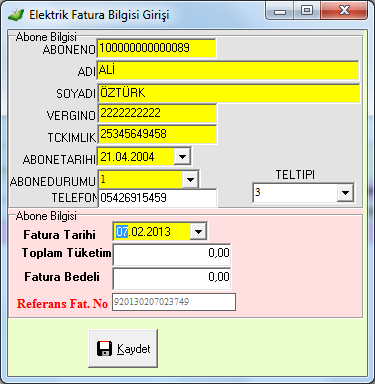 Elektrik Fatura Bilgisi Girişi
Abone Bilgisi
ABONENO 100000000000089
ADI ALİ
SOYADI ÖZTÜRK
VERGINO 2222222222
TCKIMLIK 25345649458
ABONETARIHI 21.04.2004
ABONEDURUMU 1
TELTIPI
TELEFON 05426915459
3
Abone Bilgisi
Fatura Tarihi 07.02.2013
Toplam Tüketim 0,00
Fatura Bedeli 0,00
Referans Fat. No 920130207023749
Kaydet